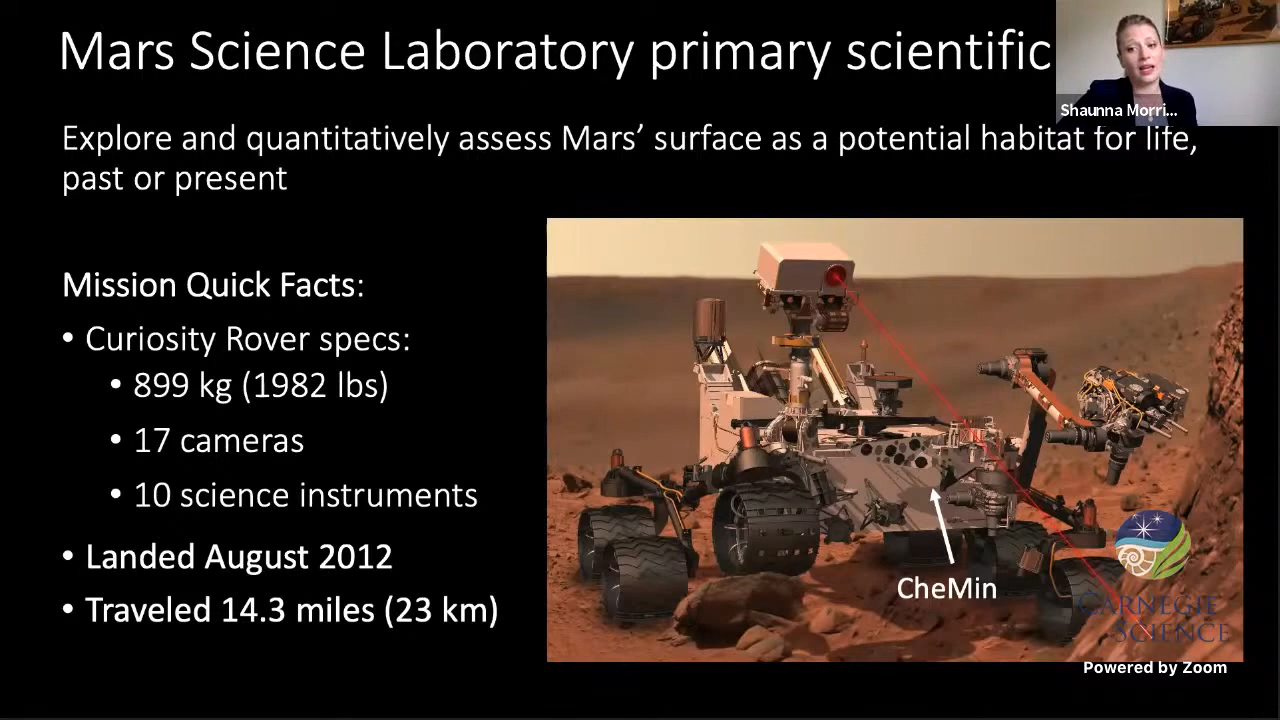 Mars Science Laboratory primary scientific
Shaunna Morri...
Explore and quantitatively assess Mars’ surface as a potential habitat for life,
past or present
Mission Quick Facts:
• Curiosity Rover specs:
• 899 kg (1982 lbs)
• 17 cameras
• 10 science instruments
• Landed August 2012
• Traveled 14.3 miles (23 km)
CheMin
CARNEGIE
SCIENCE
Powered by Zoom